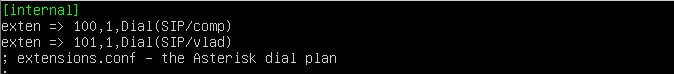 [internal]
exten => 100,1,Dial(SIP/comp)
exten => 101,1,Dial(SIP/vlad)
; extensions.conf – the Asterisk dial plan
;